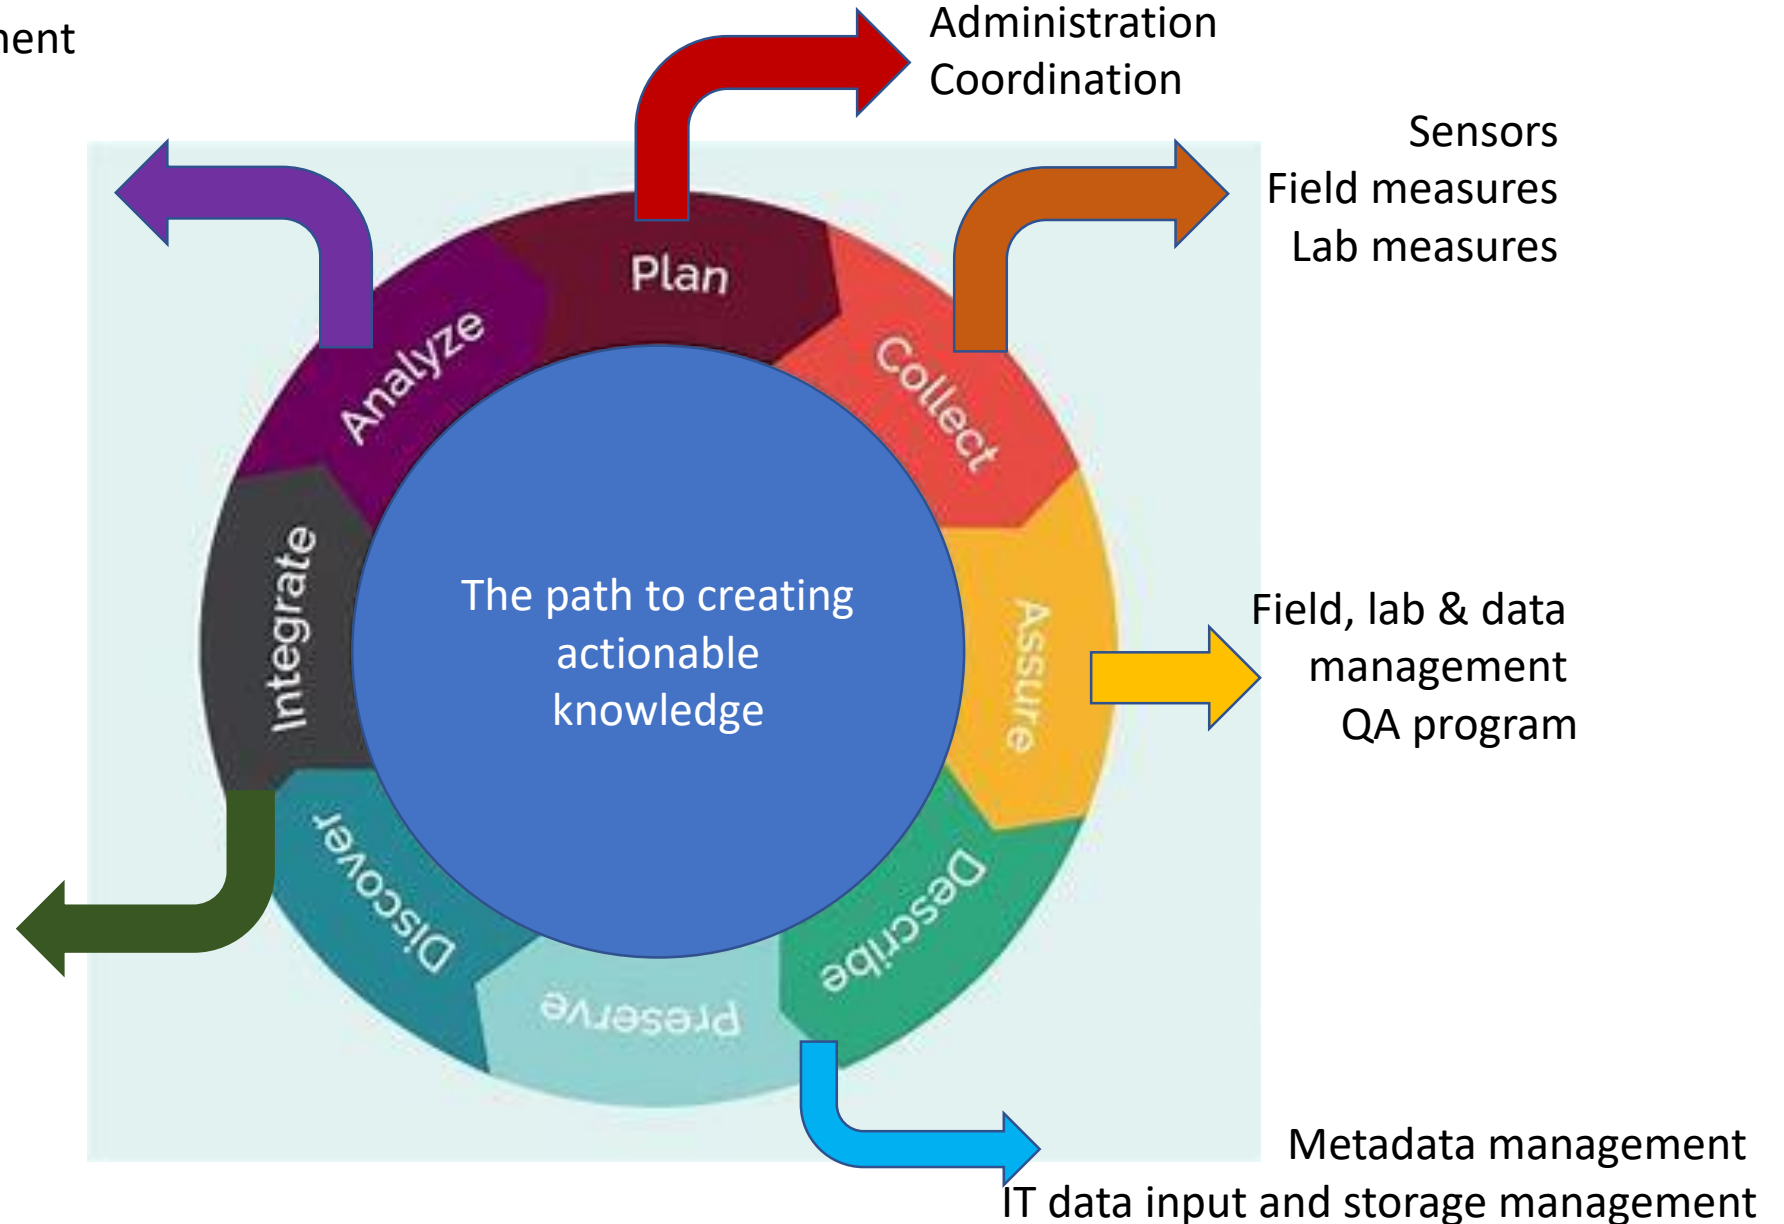 Administration
Coordination
Sensors
Field measures
Lab measures
Plan
Collect
Analyze
Assure
Integrate
The path to creating
actionable
knowledge
Field, lab & data
management
QA program
Describe
Discover
Preserve
Metadata management
IT data input and storage management